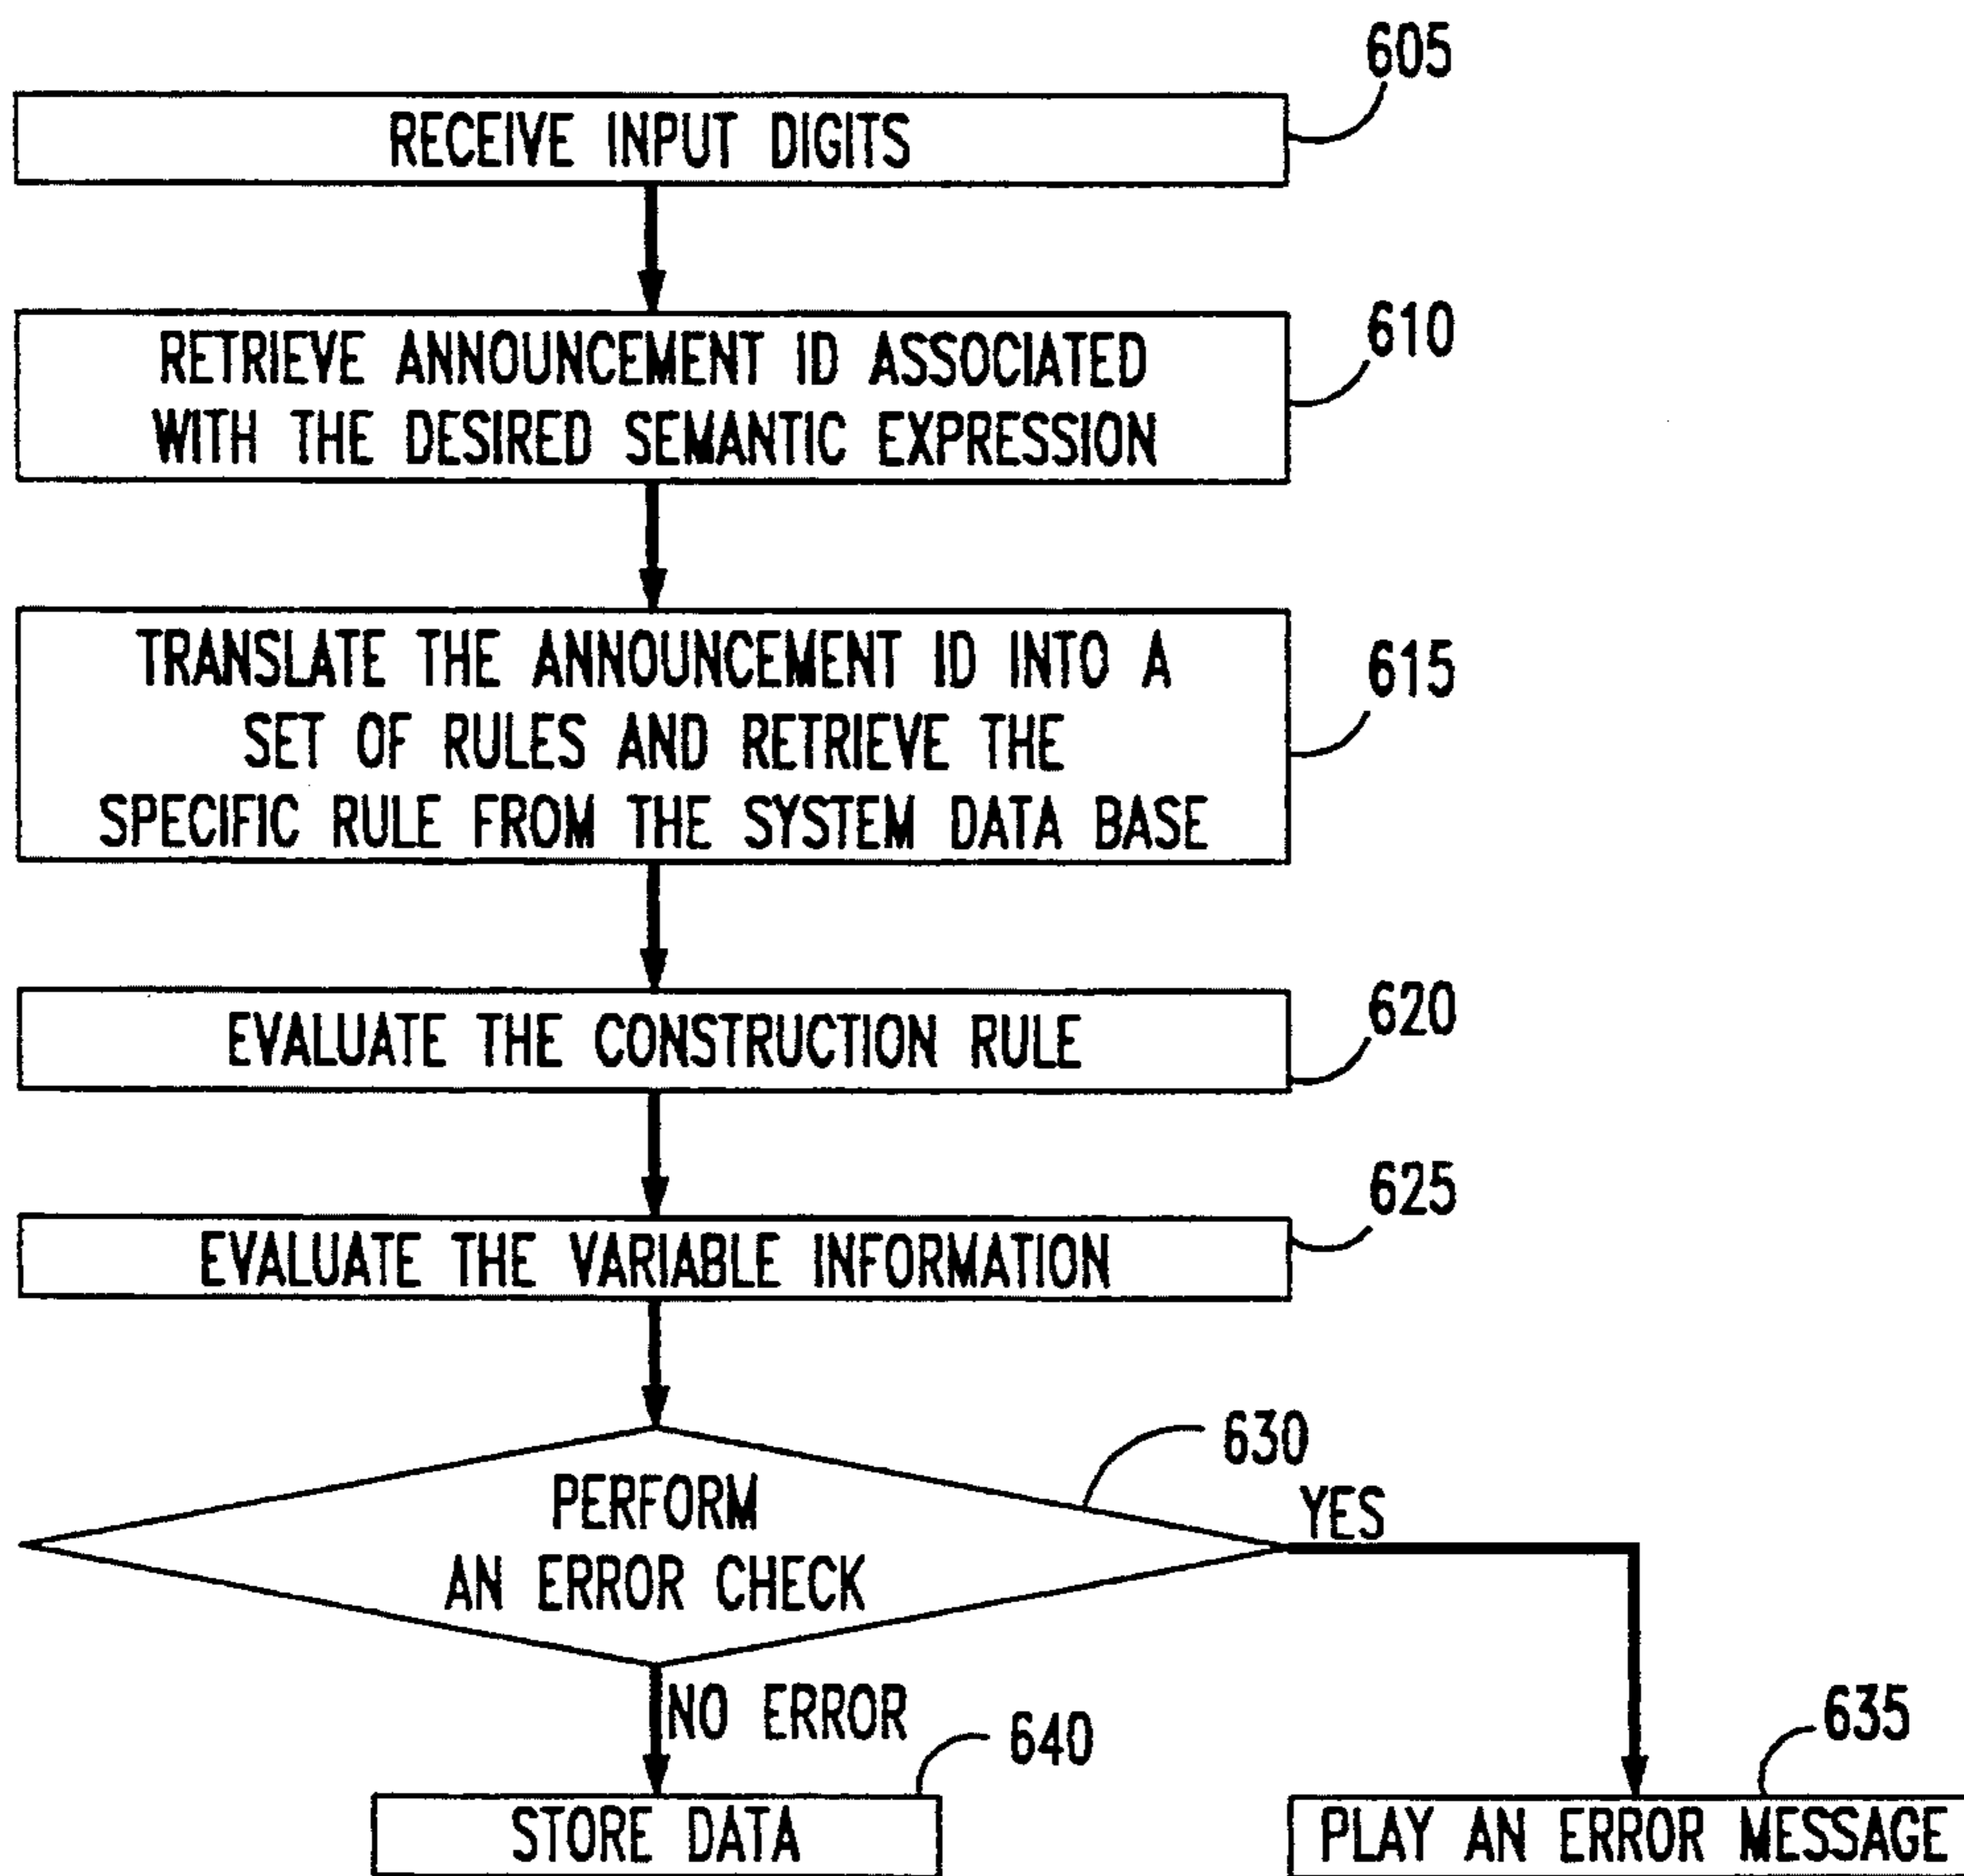 605
RECEIVE INPUT DIGITS
610
RETRIEVE ANNOUNCEMENT ID ASSOCIATED
WITH THE DESIRED SEMANTIC EXPRESSION
615
TRANSLATE THE ANNOUNCEMENT ID INTO A
SET OF RULES AND RETRIEVE THE
SPECIFIC RULE FROM THE SYSTEM DATA BASE
620
EVALUATE THE CONSTRUCTION RULE
625
EVALUATE THE VARIABLE INFORMATION
630
PERFORM
AN ERROR CHECK
YES
NO ERROR
640
635
STORE DATA
PLAY AN ERROR MESSAGE